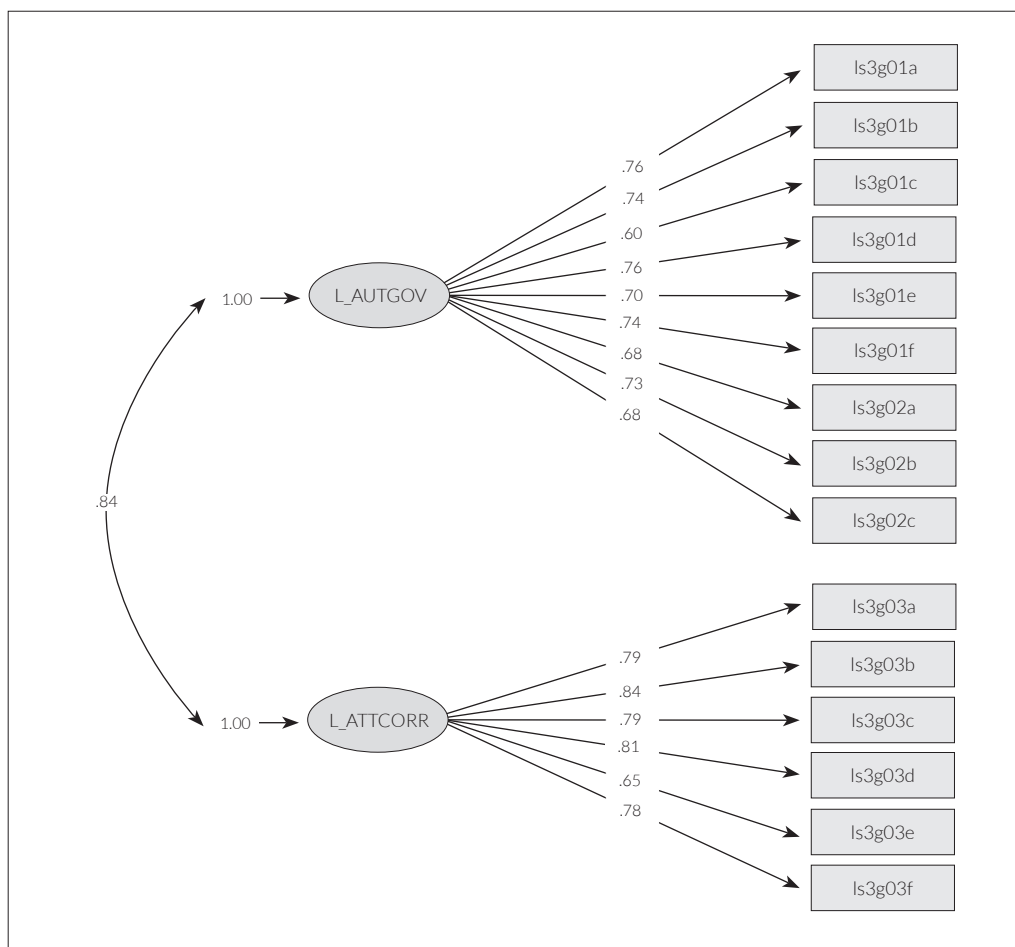 ls3g01a
ls3g01b
ls3g01c
ls3g01d
ls3g01e
ls3g01f
ls3g02a
ls3g02b
ls3g02c
.76
.74
.60
.76
.70
.74
.68
.73
.68
1.00
L_AUTGOV
.84
ls3g03a
ls3g03b
ls3g03c
ls3g03d
ls3g03e
ls3g03f
.79
.84
.79
.81
.65
.78
1.00
L_ATTCORR